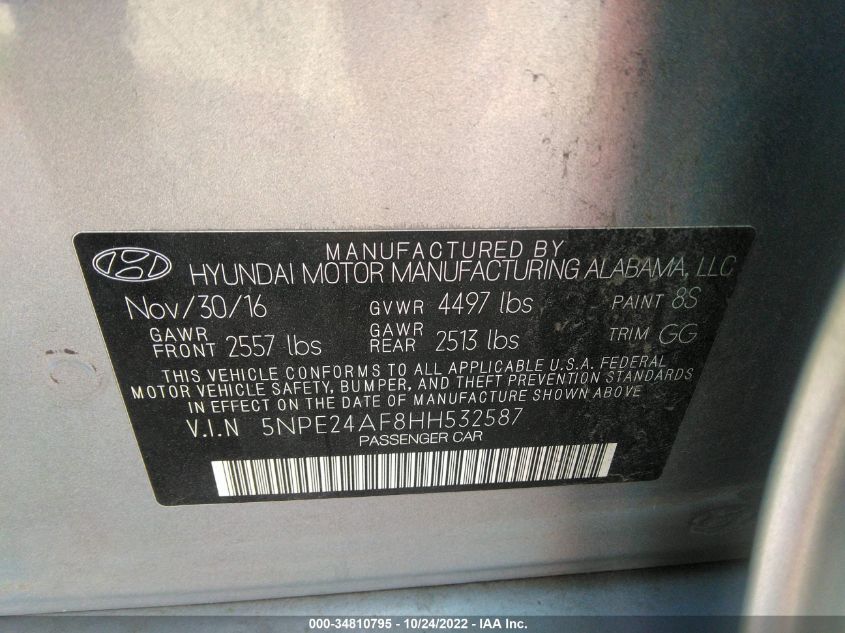 MANUFACTURED BY
HYUNDAI MOTOR MANUFACTURING ALABAMA, LLC
Nov/30/16 GVWR 4497 lbs PAINT 8S
GAWR FRONT 2557 lbs GAWR REAR 2513 lbs TRIM GG
THIS VEHICLE CONFORMS TO ALL APPLICABLE U.S.A. FEDERAL
MOTOR VEHICLE SAFETY, BUMPER, AND THEFT PREVENTION STANDARDS
IN EFFECT ON THE DATE OF MANUFACTURE SHOWN ABOVE
V.I.N 5NPE24AF8HH532587
PASSENGER CAR
000-34810795 - 10/24/2022 - IAA Inc.